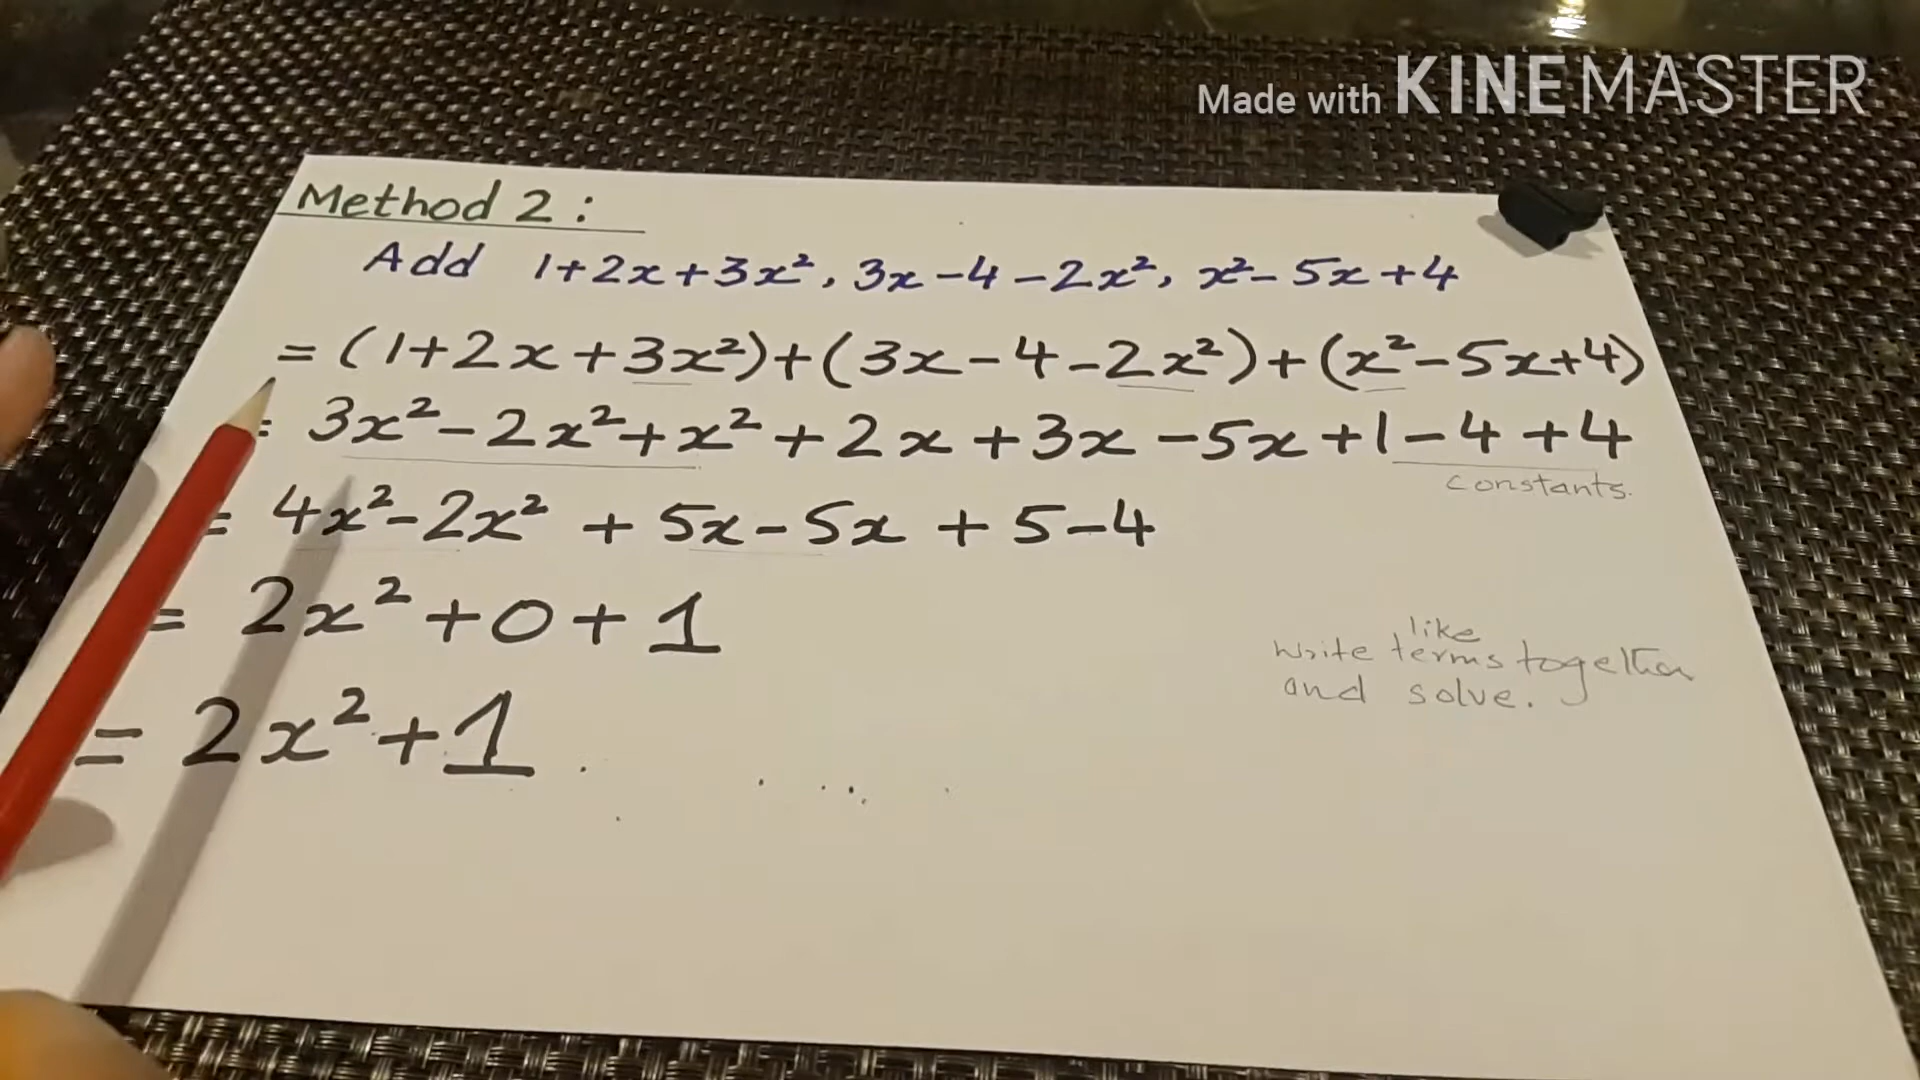 Made with KINEMASTER
Method 2 :
Add 1+2x+3x², 3x-4-2x², x²-5x+4
= (1+2x+3x²)+(3x-4-2x²)+(x²-5x+4)
= 3x²-2x²+x²+2x+3x-5x+1-4+4
constants.
= 4x²-2x² + 5x-5x + 5-4
= 2x²+0+1
like
write terms together
and solve.
= 2x²+1